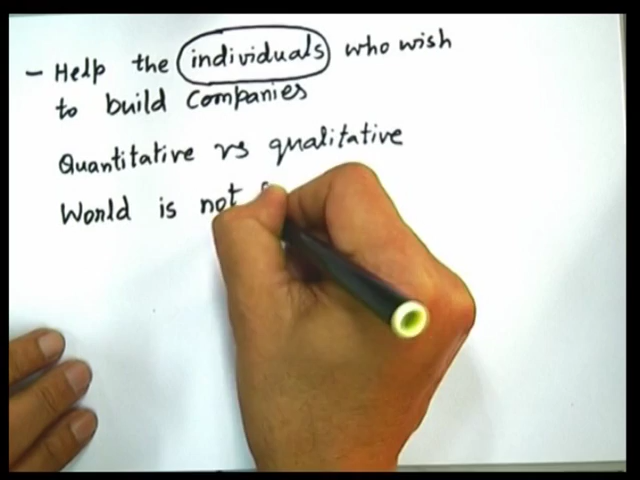 - Help the individuals who wish
to build companies
Quantitative vs qualitative
World is not